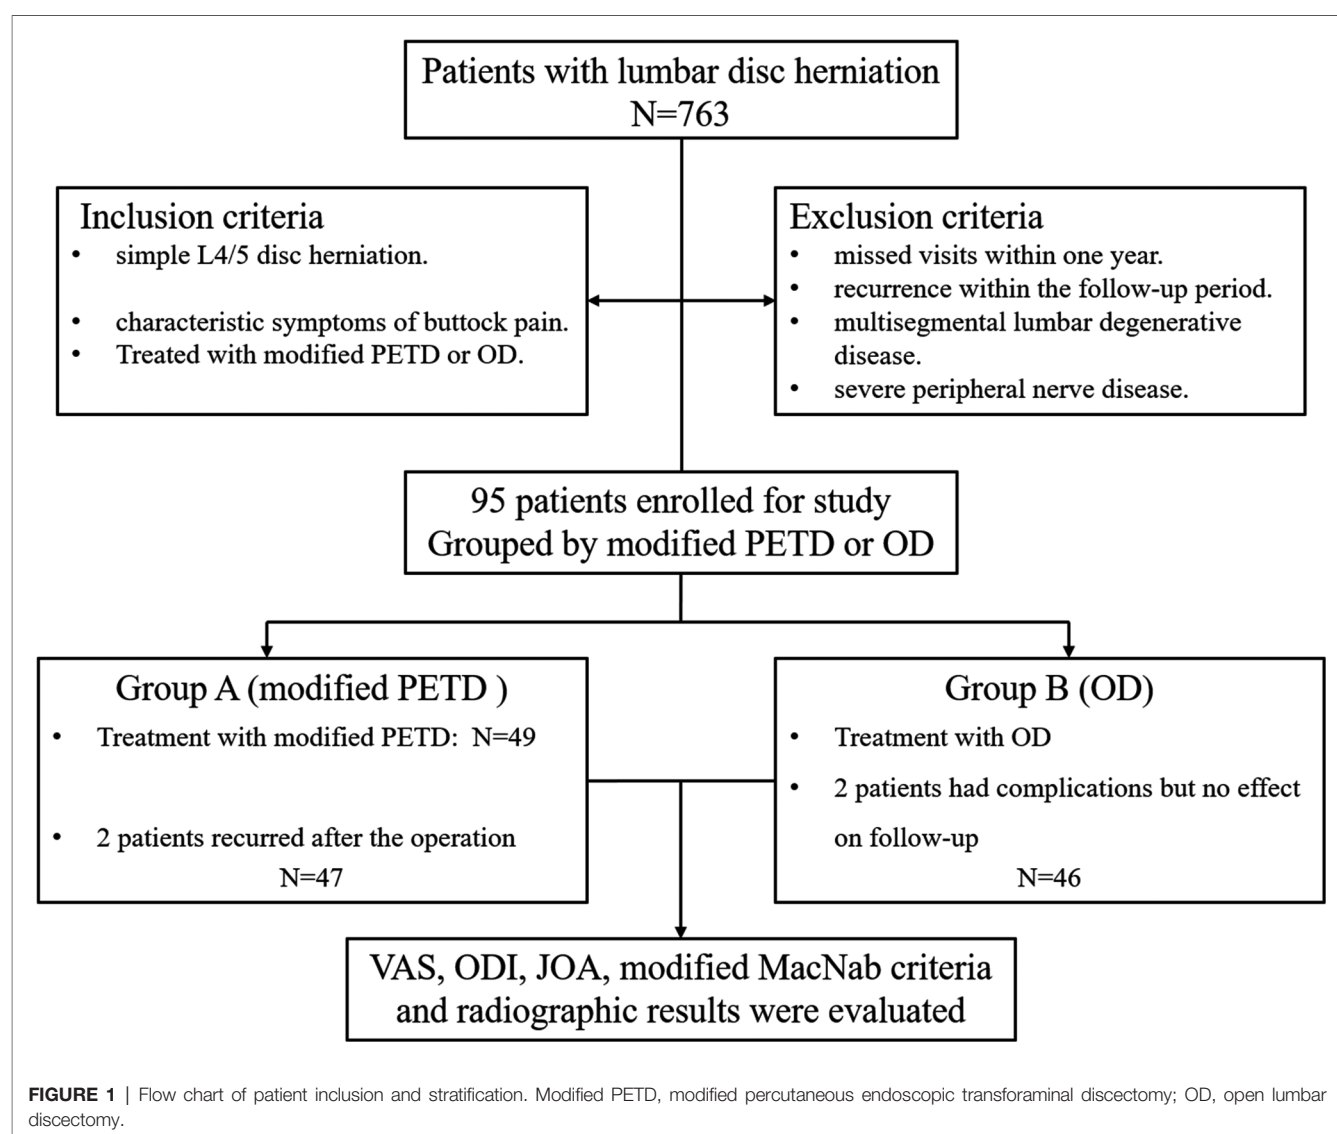 Patients with lumbar disc herniation
N=763
Inclusion criteria
• simple L4/5 disc herniation.
• characteristic symptoms of buttock pain.
• Treated with modified PETD or OD.
Exclusion criteria
• missed visits within one year.
• recurrence within the follow-up period.
• multisegmental lumbar degenerative
disease.
• severe peripheral nerve disease.
95 patients enrolled for study
Grouped by modified PETD or OD
Group A (modified PETD )
• Treatment with modified PETD: N=49
• 2 patients recurred after the operation
N=47
Group B (OD)
• Treatment with OD
• 2 patients had complications but no effect
on follow-up
N=46
VAS, ODI, JOA, modified MacNab criteria
and radiographic results were evaluated
FIGURE 1 | Flow chart of patient inclusion and stratification. Modified PETD, modified percutaneous endoscopic transforaminal discectomy; OD, open lumbar
discectomy.